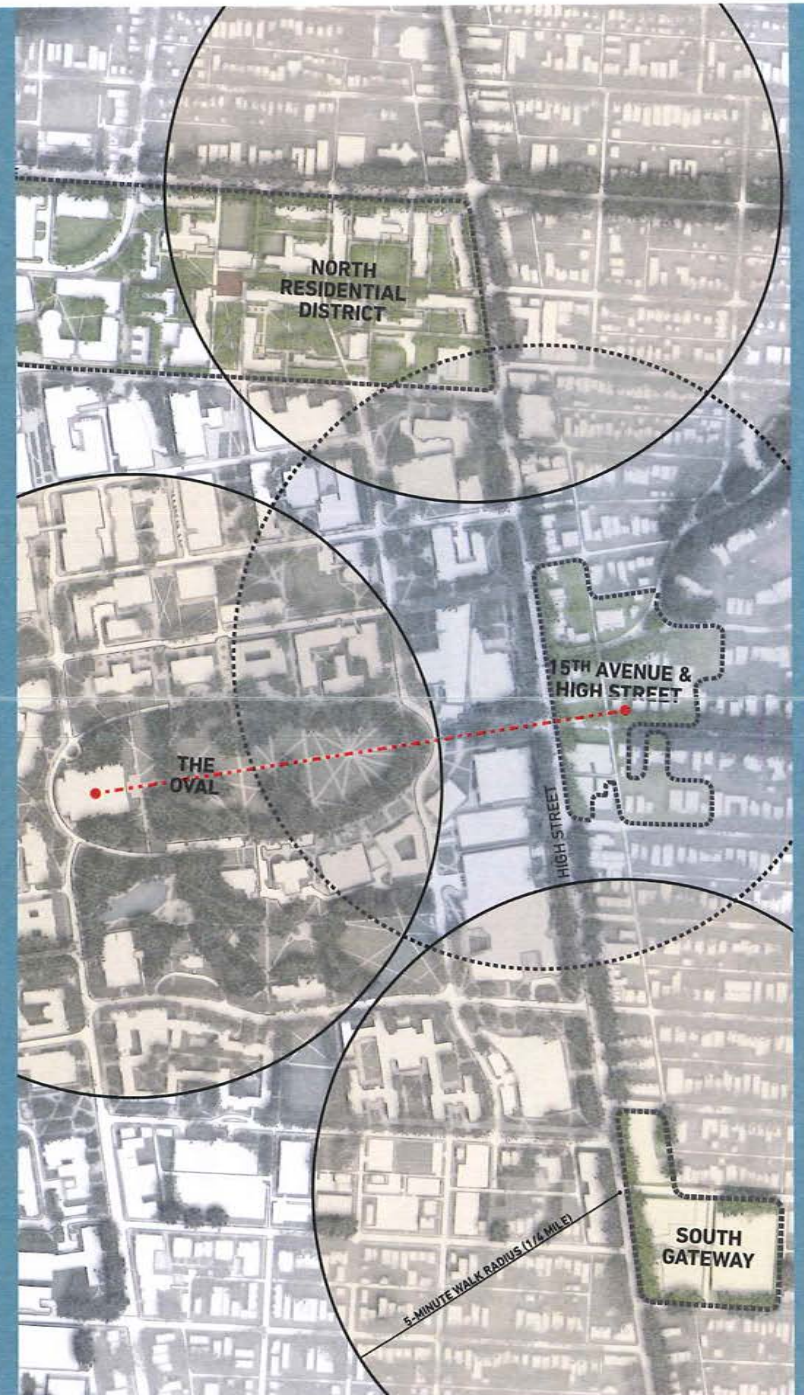 NORTH
RESIDENTIAL
DISTRICT
15TH AVENUE &
HIGH STREET
THE
OVAL
HIGH STREET
5-MINUTE WALK RADIUS (1/4 MILE)
SOUTH
GATEWAY